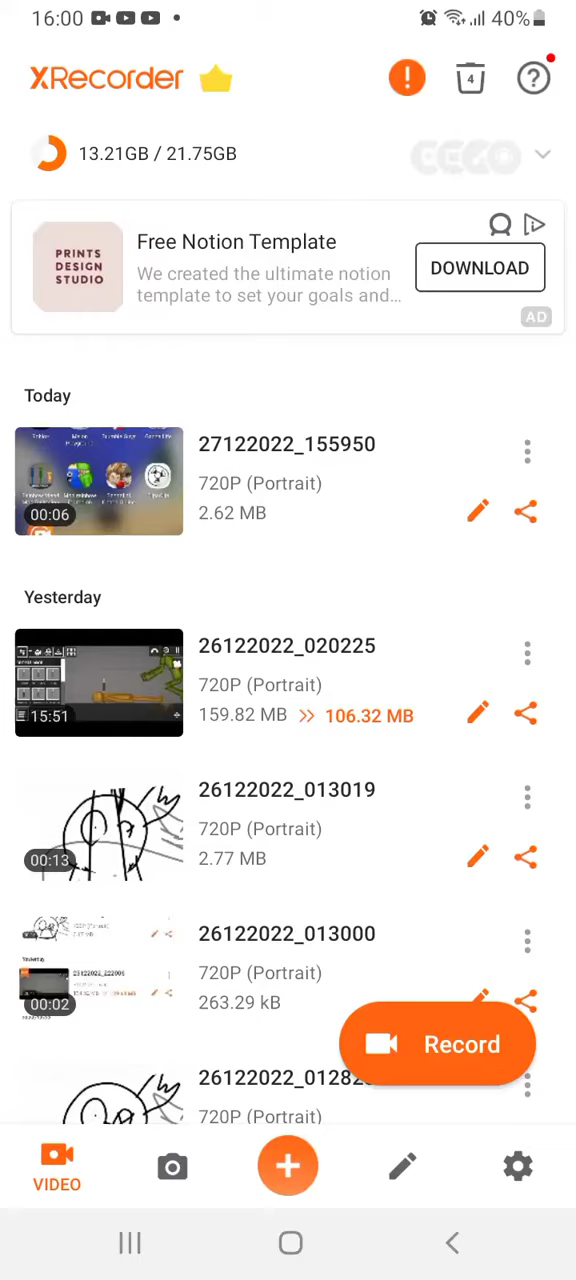 16:00
40%
XRecorder
4
13.21GB / 21.75GB
PRINTS
DESIGN
STUDIO
Free Notion Template
We created the ultimate notion
template to set your goals and...
DOWNLOAD
AD
Today
27122022_155950
720P (Portrait)
2.62 MB
00:06
Yesterday
26122022_020225
720P (Portrait)
159.82 MB >> 106.32 MB
15:51
26122022_013019
720P (Portrait)
2.77 MB
00:13
26122022_013000
720P (Portrait)
263.29 kB
00:02
Record
720P (Portrait)
VIDEO